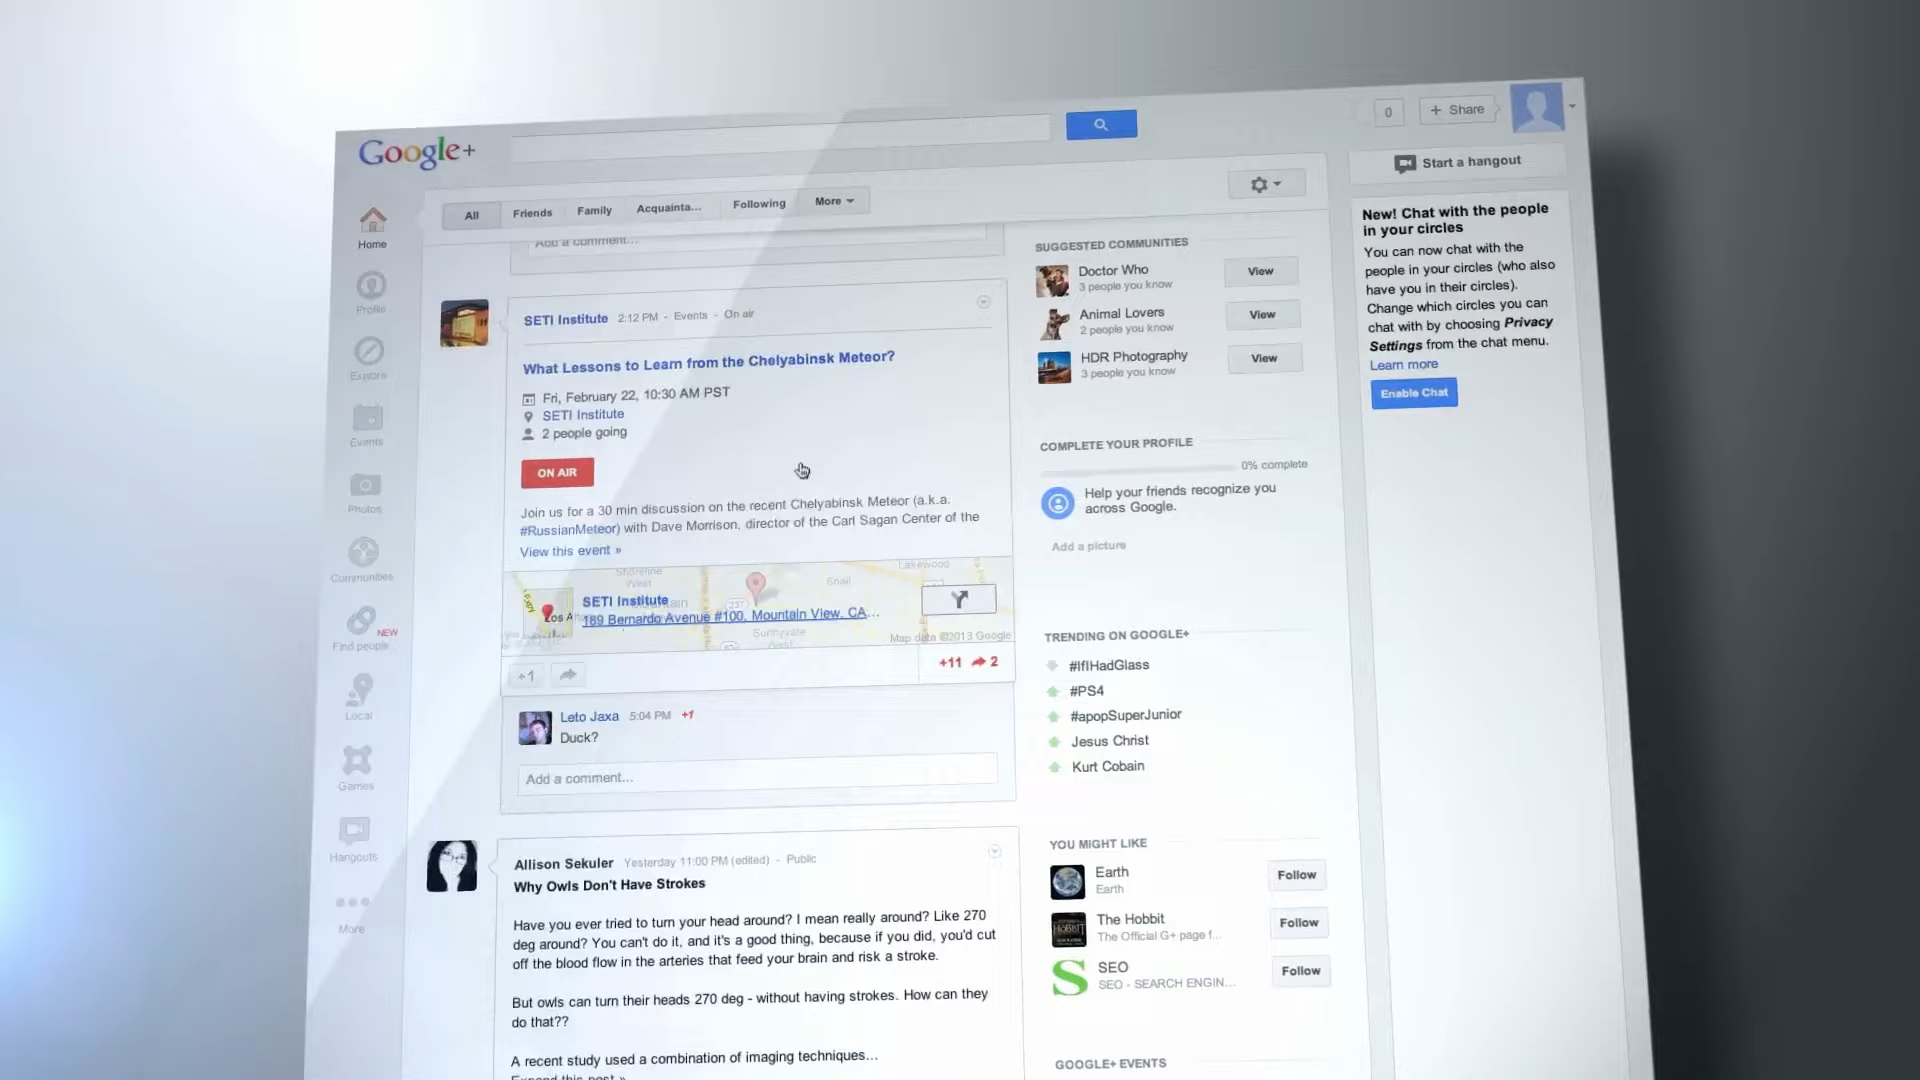 Google+
0
+ Share
Start a hangout
All
Friends
Family
Acquainta...
Following
More
Home
Profile
Explore
Events
Photos
Communities
NEW
Find people...
Local
Games
Hangouts
More
Add a comment...
SETI Institute 2:12 PM - Events - On air
What Lessons to Learn from the Chelyabinsk Meteor?
Fri, February 22, 10:30 AM PST
SETI Institute
2 people going
ON AIR
Join us for a 30 min discussion on the recent Chelyabinsk Meteor (a.k.a.
#RussianMeteor) with Dave Morrison, director of the Carl Sagan Center of the
View this event »
Shoreline
West
Snail
Lakewood
237
Sunnyvale
West
SETI Institute
189 Bernardo Avenue #100, Mountain View, CA...
Map data ©2013 Google
+1
+11 2
Leto Jaxa 5:04 PM +1
Duck?
Add a comment...
Allison Sekuler Yesterday 11:00 PM (edited) - Public
Why Owls Don't Have Strokes
Have you ever tried to turn your head around? I mean really around? Like 270
deg around? You can't do it, and it's a good thing, because if you did, you'd cut
off the blood flow in the arteries that feed your brain and risk a stroke.
But owls can turn their heads 270 deg - without having strokes. How can they
do that??
A recent study used a combination of imaging techniques...
Expand this post »
SUGGESTED COMMUNITIES
Doctor Who
3 people you know
View
Animal Lovers
2 people you know
View
HDR Photography
3 people you know
View
COMPLETE YOUR PROFILE
0% complete
Help your friends recognize you
across Google.
Add a picture
TRENDING ON GOOGLE+
#IfIHadGlass
#PS4
#apopSuperJunior
Jesus Christ
Kurt Cobain
YOU MIGHT LIKE
Earth
Earth
Follow
The Hobbit
The Official G+ page f...
Follow
SEO
SEO - SEARCH ENGIN...
Follow
GOOGLE+ EVENTS
New! Chat with the people
in your circles
You can now chat with the
people in your circles (who also
have you in their circles).
Change which circles you can
chat with by choosing Privacy
Settings from the chat menu.
Learn more
Enable Chat